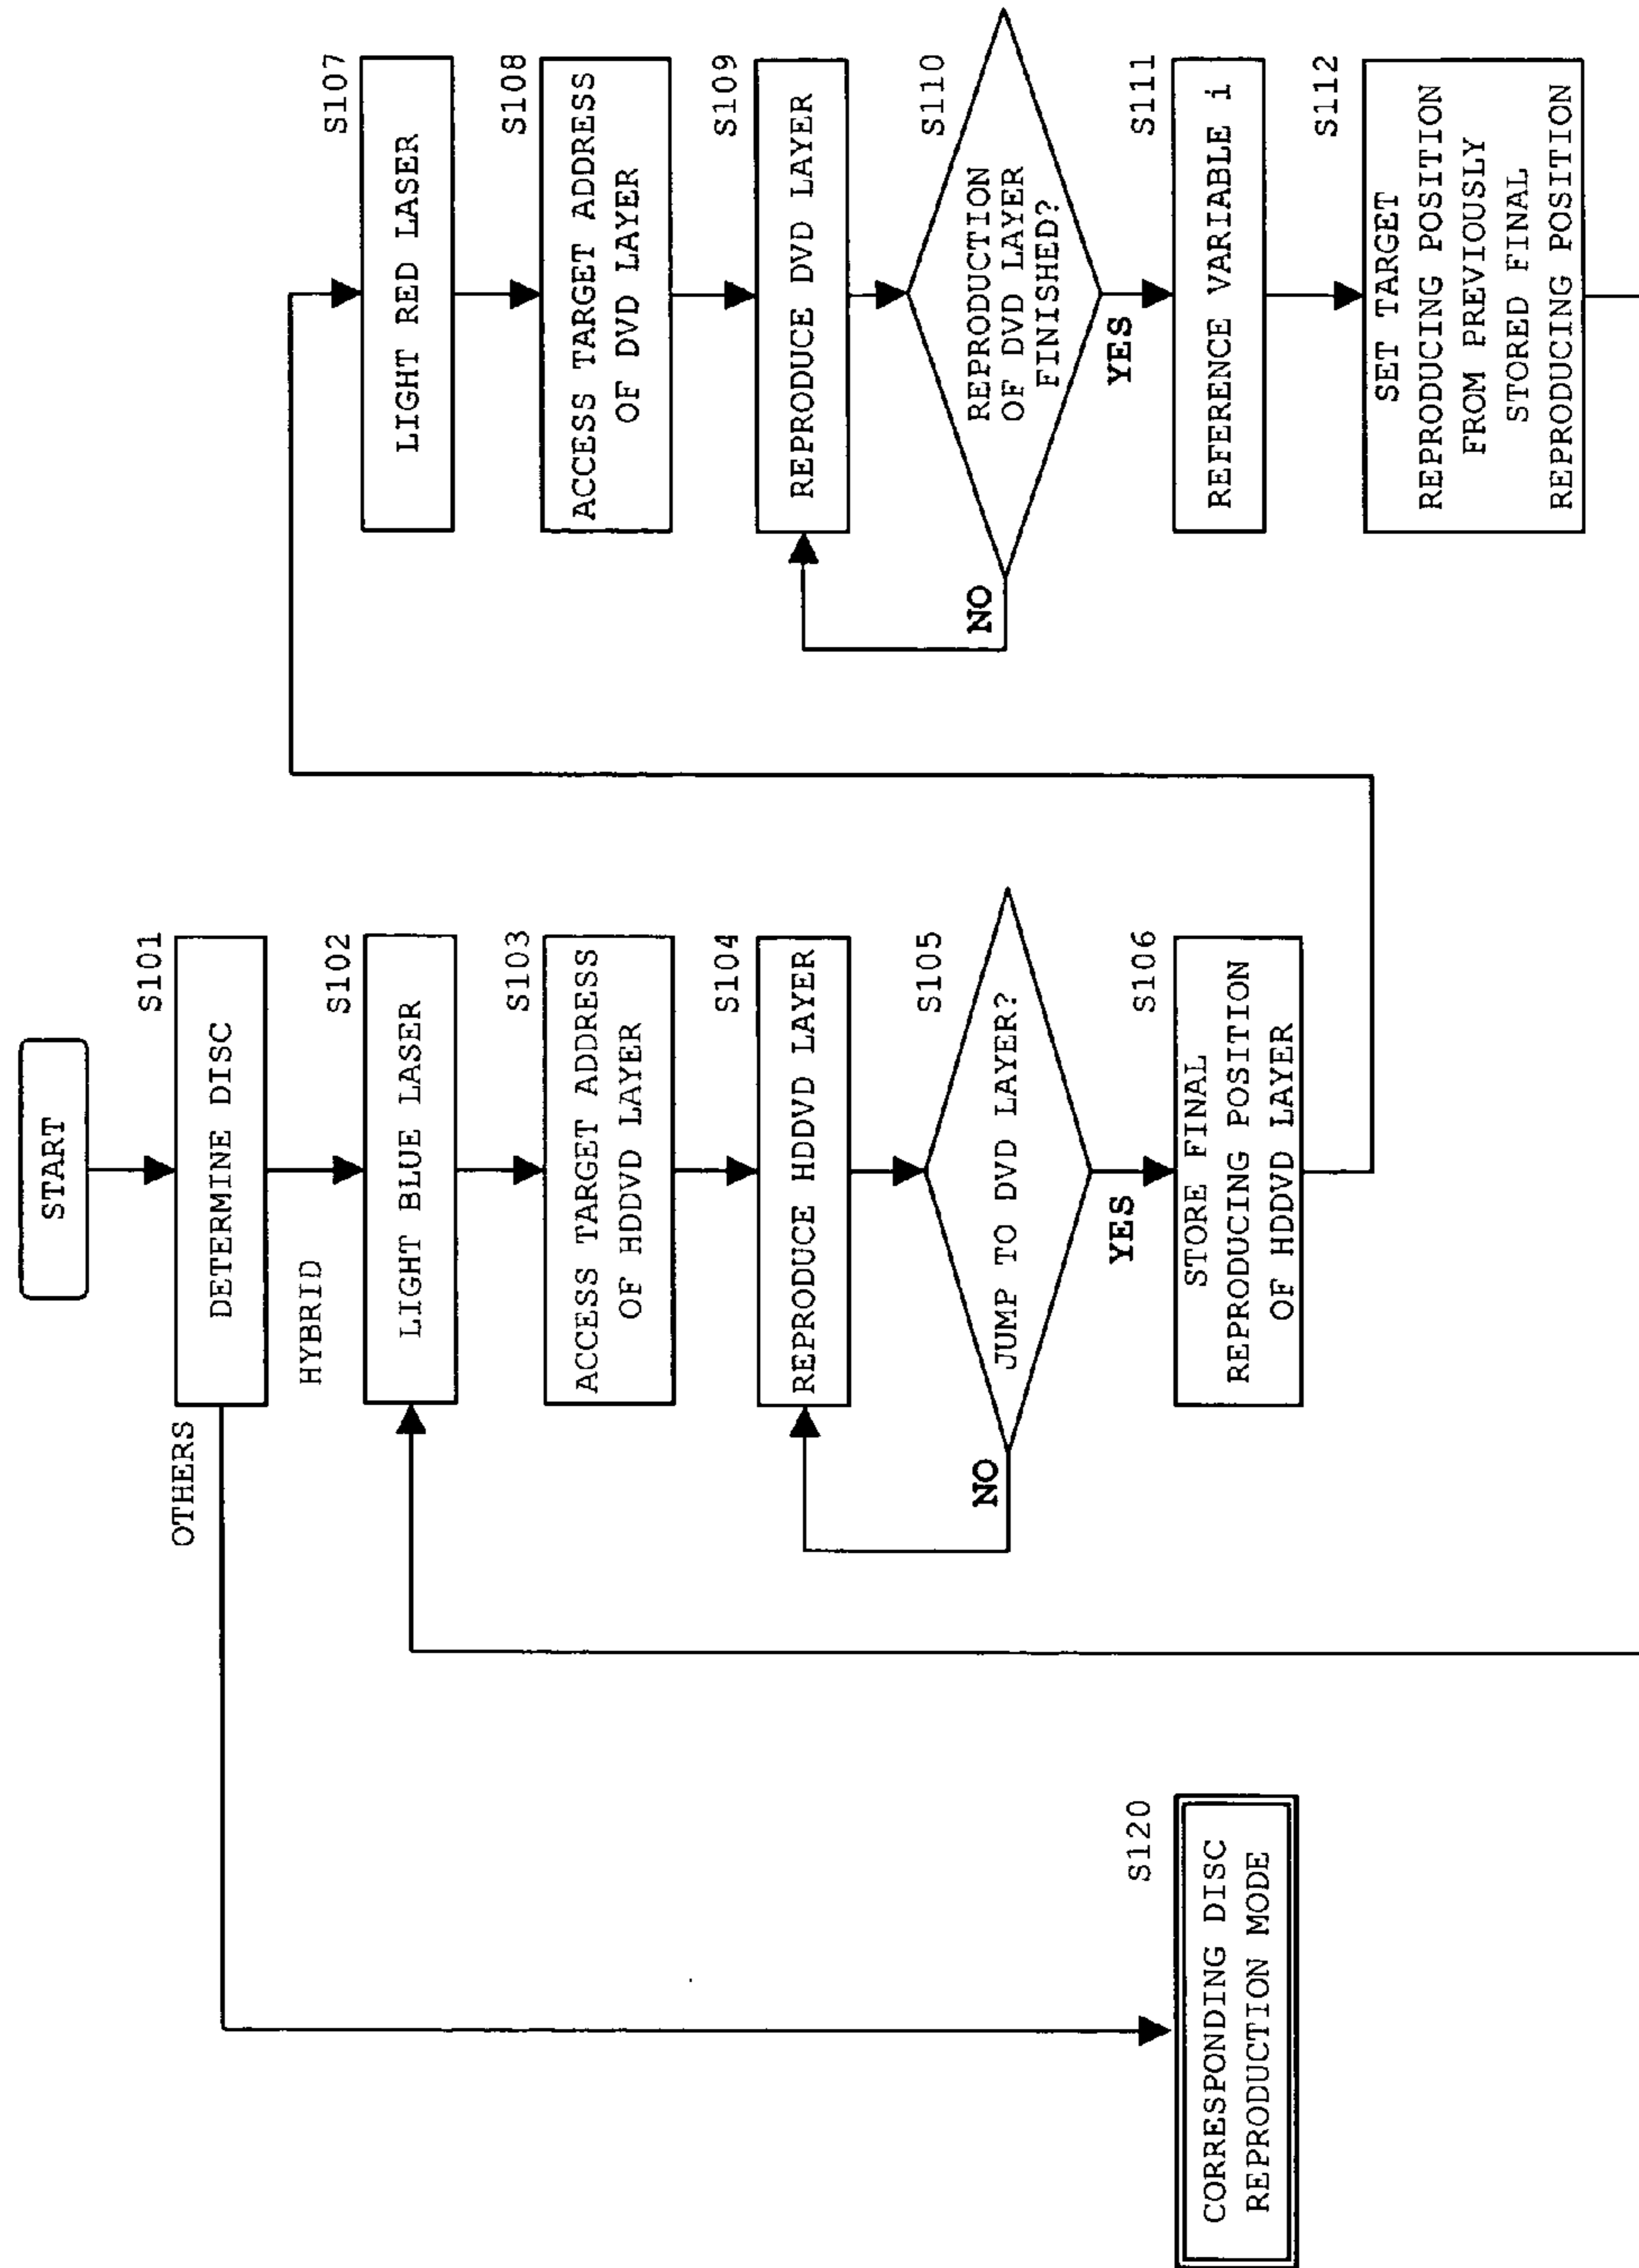 START
S101
DETERMINE DISC
OTHERS
HYBRID
S102
LIGHT BLUE LASER
S103
ACCESS TARGET ADDRESS
OF HDDVD LAYER
S104
REPRODUCE HDDVD LAYER
S105
JUMP TO DVD LAYER?
NO
YES
S106
STORE FINAL
REPRODUCING POSITION
OF HDDVD LAYER
S107
LIGHT RED LASER
S108
ACCESS TARGET ADDRESS
OF DVD LAYER
S109
REPRODUCE DVD LAYER
S110
REPRODUCTION
OF DVD LAYER
FINISHED?
NO
YES
S111
REFERENCE VARIABLE i
S112
SET TARGET
REPRODUCING POSITION
FROM PREVIOUSLY
STORED FINAL
REPRODUCING POSITION
S120
CORRESPONDING DISC
REPRODUCTION MODE